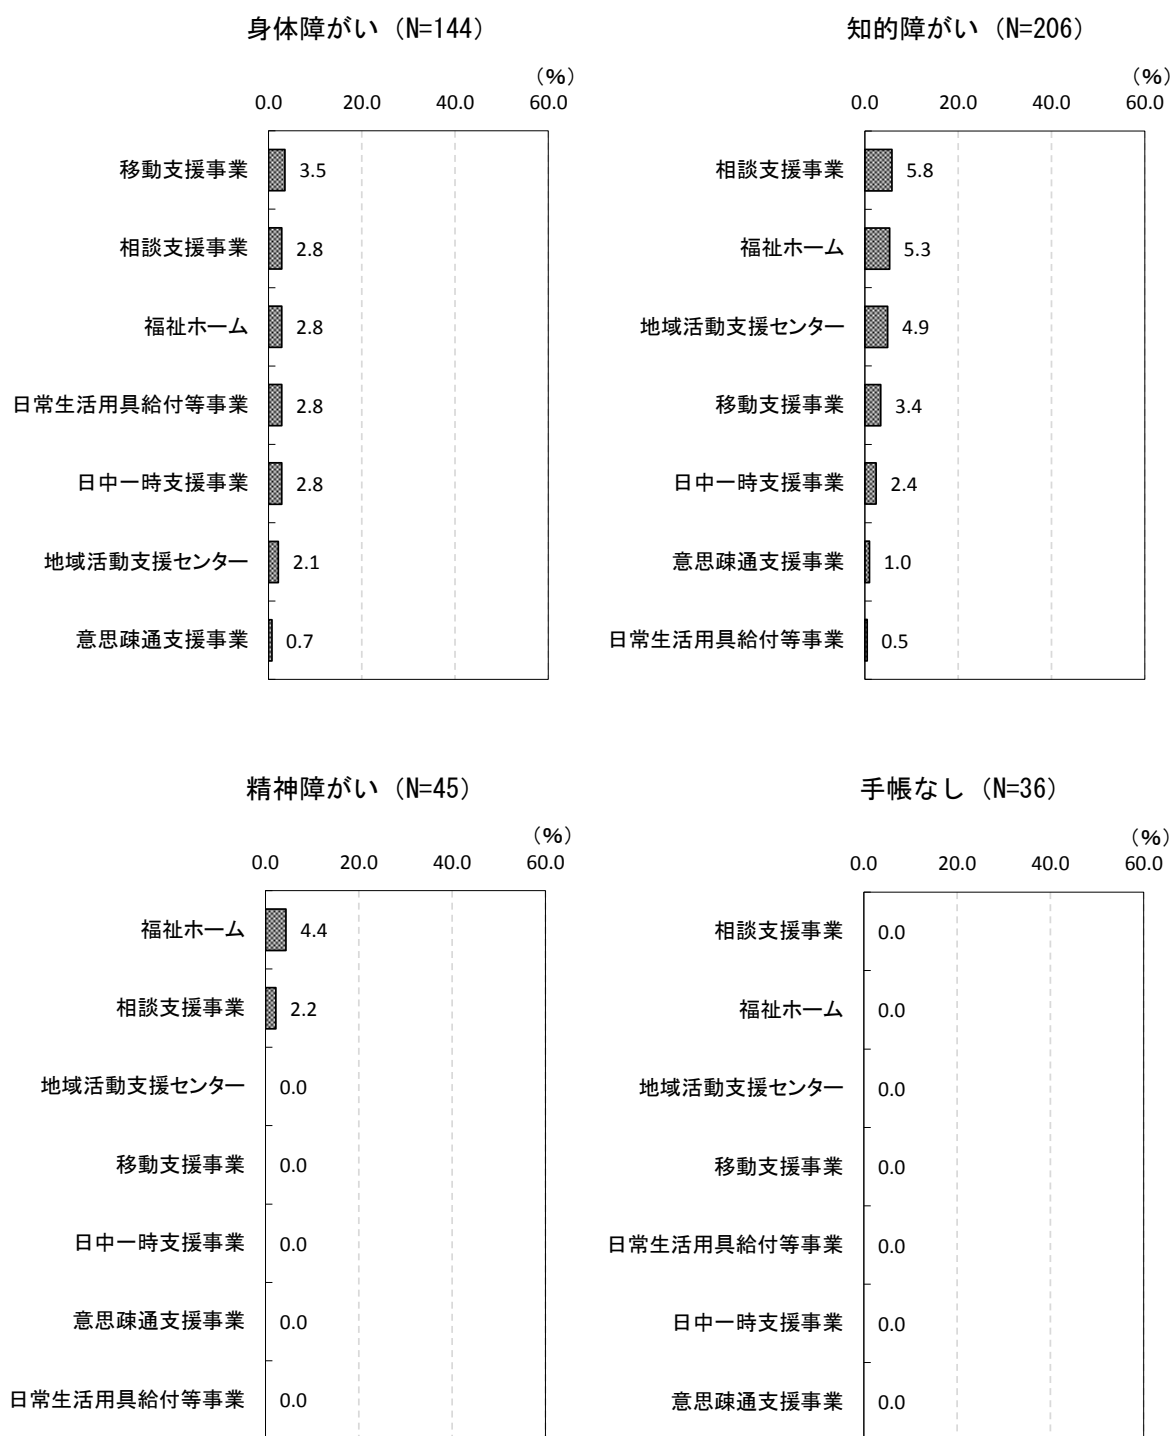 身体障がい（N=144）
（%）
0.0 20.0 40.0 60.0
移動支援事業 3.5
相談支援事業 2.8
福祉ホーム 2.8
日常生活用具給付等事業 2.8
日中一時支援事業 2.8
地域活動支援センター 2.1
意思疎通支援事業 0.7
知的障がい（N=206）
（%）
0.0 20.0 40.0 60.0
相談支援事業 5.8
福祉ホーム 5.3
地域活動支援センター 4.9
移動支援事業 3.4
日中一時支援事業 2.4
意思疎通支援事業 1.0
日常生活用具給付等事業 0.5
精神障がい（N=45）
（%）
0.0 20.0 40.0 60.0
福祉ホーム 4.4
相談支援事業 2.2
地域活動支援センター 0.0
移動支援事業 0.0
日中一時支援事業 0.0
意思疎通支援事業 0.0
日常生活用具給付等事業 0.0
手帳なし（N=36）
（%）
0.0 20.0 40.0 60.0
相談支援事業 0.0
福祉ホーム 0.0
地域活動支援センター 0.0
移動支援事業 0.0
日常生活用具給付等事業 0.0
日中一時支援事業 0.0
意思疎通支援事業 0.0